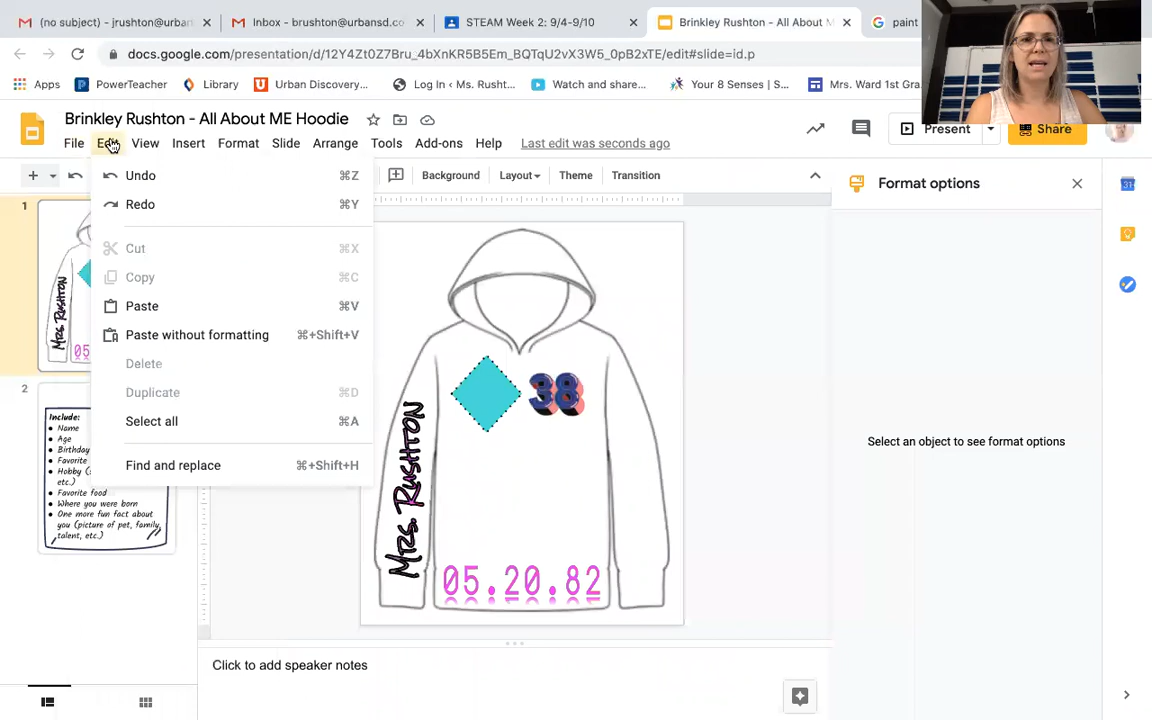 (no subject) - jrushton@urban
Inbox - brushton@urbansd.co
STEAM Week 2: 9/4-9/10
Brinkley Rushton - All About M
paint
docs.google.com/presentation/d/12Y4Zt0Z7Bru_4bXnKR5B5Em_BQTqU2vX3W5_0pB2xTE/edit#slide=id.p
Apps
PowerTeacher
Library
Urban Discovery...
Log In ‹ Ms. Rusht...
Watch and share...
Your 8 Senses | S...
Mrs. Ward 1st Gra
Brinkley Rushton - All About ME Hoodie
Present
Share
File View Insert Format Slide Arrange Tools Add-ons Help Last edit was seconds ago
Background Layout Theme Transition
Format options
Undo ⌘Z
Redo ⌘Y
Cut ⌘X
Copy ⌘C
Paste ⌘V
Paste without formatting ⌘+Shift+V
Delete
Duplicate ⌘D
Select all ⌘A
Find and replace ⌘+Shift+H
1
Mrs. Rushton
05
2
Include:
Name
Age
Birthday
Favorite
Hobby (s
etc.)
Favorite food
Where you were born
One more fun fact about
you (picture of pet, family,
talent, etc.)
38
Mrs. Rushton
05.20.82
Select an object to see format options
31
Click to add speaker notes